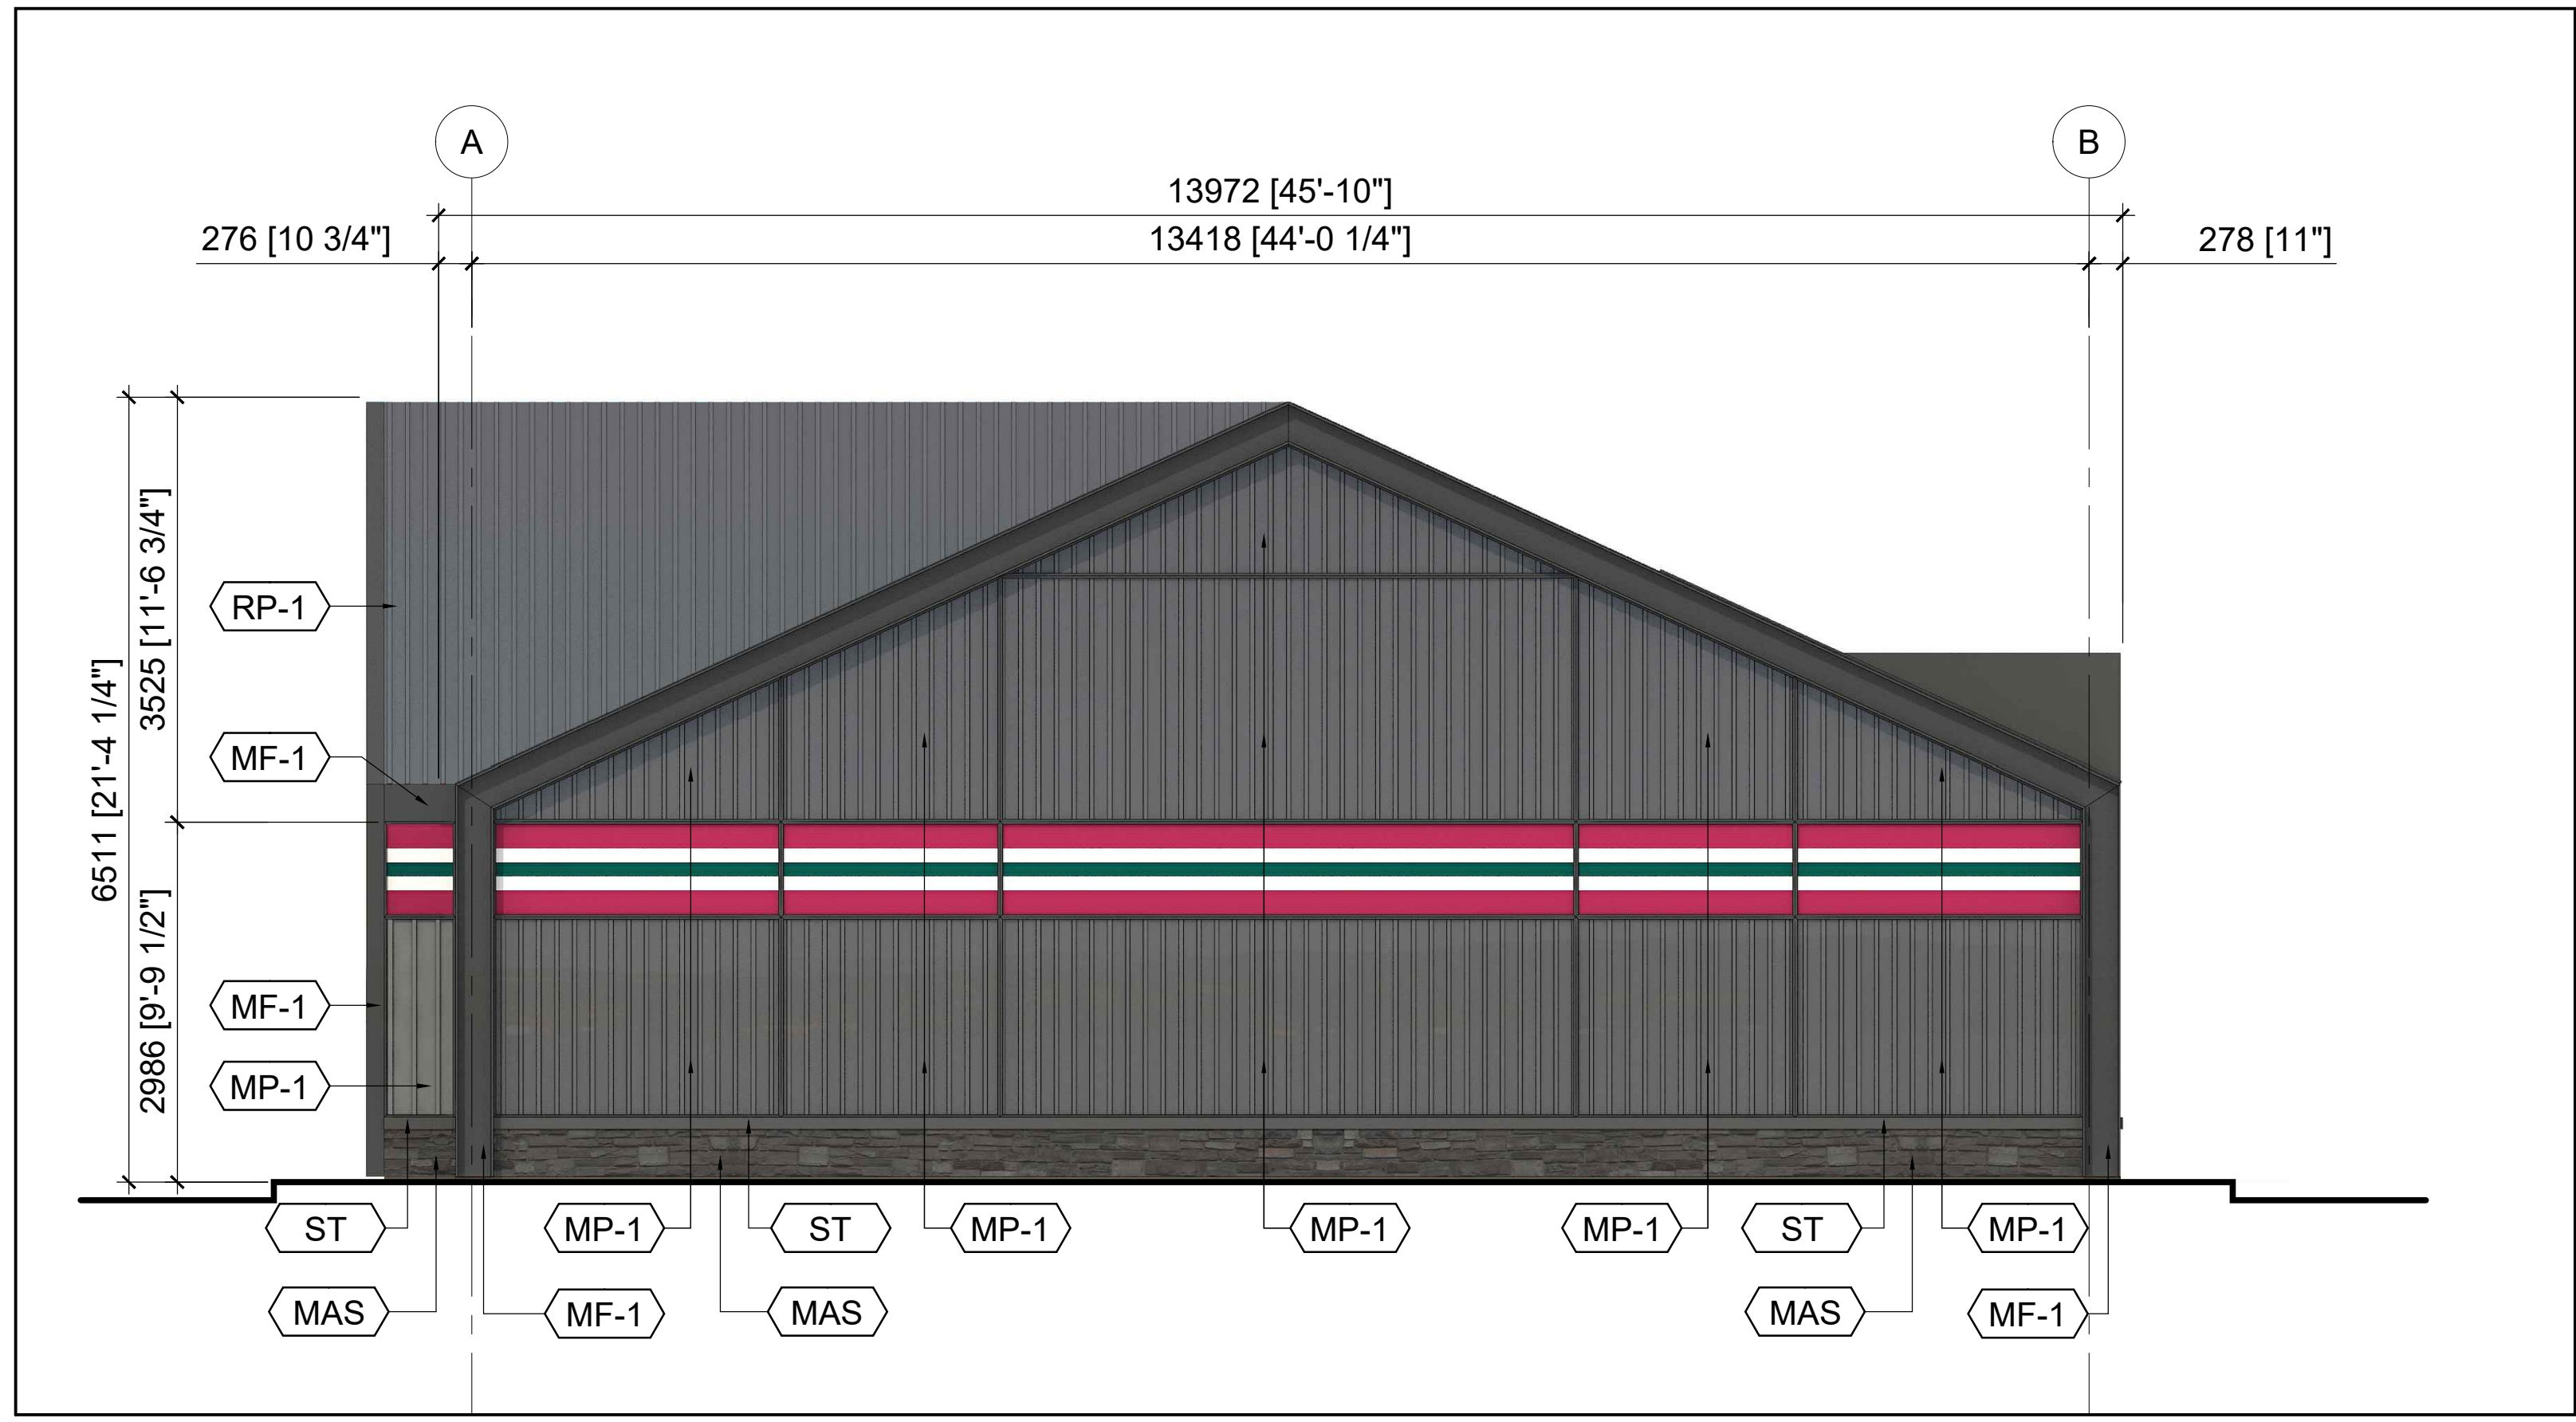 A
B
13972 [45'-10"]
276 [10 3/4"]
13418 [44'-0 1/4"]
278 [11"]
6511 [21'-4 1/4"]
3525 [11'-6 3/4"]
2986 [9'-9 1/2"]
RP-1
MF-1
MF-1
MP-1
ST
MP-1
ST
MP-1
MP-1
MP-1
ST
MP-1
MAS
MF-1
MAS
MAS
MF-1